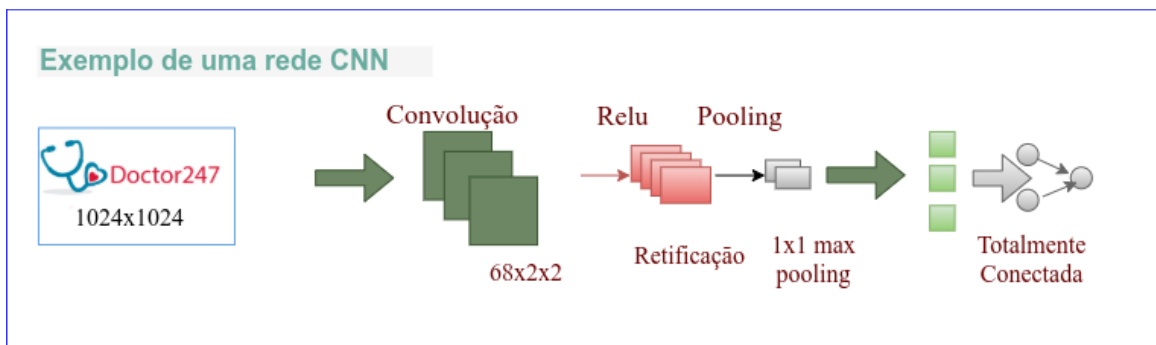 Exemplo de uma rede CNN
Doctor247
1024x1024
Convolução
68x2x2
Relu
Pooling
Retificação
1x1 max
pooling
Totalmente
Conectada